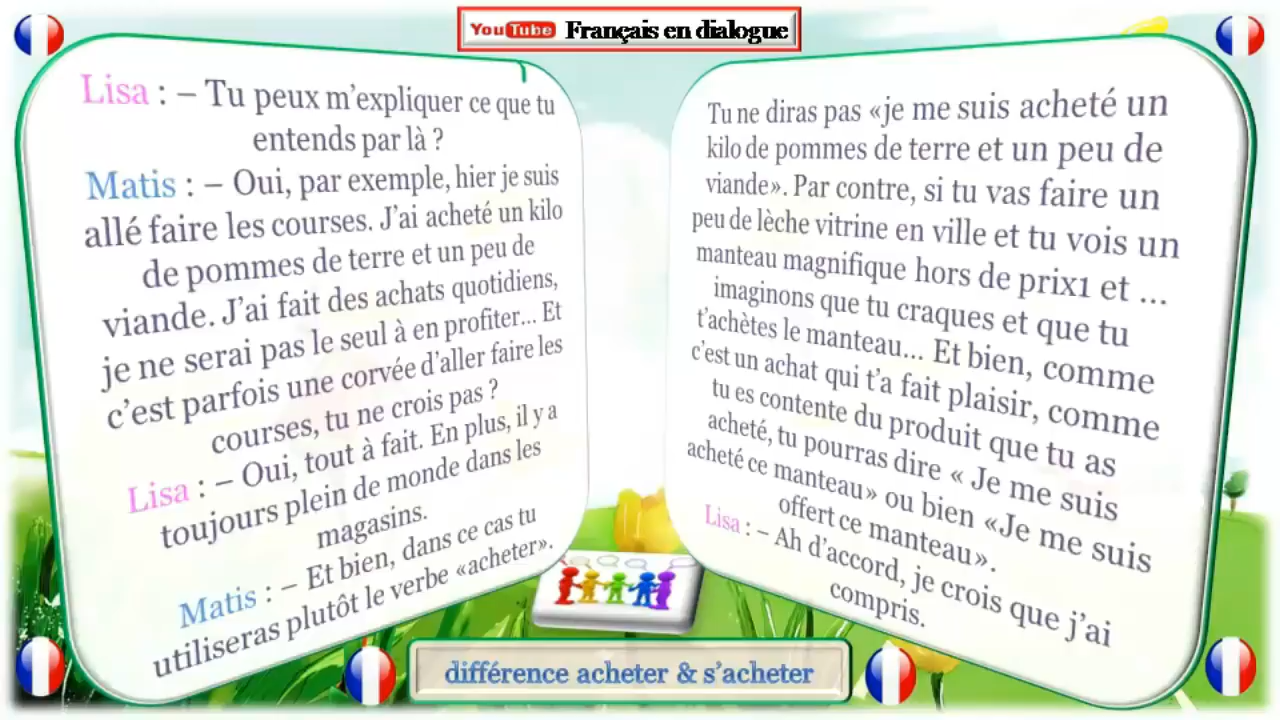 YouTube Français en dialogue
Lisa : – Tu peux m’expliquer ce que tu
entends par là ?
Matis : – Oui, par exemple, hier je suis
allé faire les courses. J’ai acheté un kilo
de pommes de terre et un peu de
viande. J’ai fait des achats quotidiens,
je ne serai pas le seul à en profiter... Et
c’est parfois une corvée d’aller faire les
courses, tu ne crois pas ?
Lisa : – Oui, tout à fait. En plus, il y a
toujours plein de monde dans les
magasins.
Matis : – Et bien, dans ce cas tu
utiliseras plutôt le verbe «acheter».
Tu ne diras pas «je me suis acheté un
kilo de pommes de terre et un peu de
viande». Par contre, si tu vas faire un
peu de lèche vitrine en ville et tu vois un
manteau magnifique hors de prix1 et ...
imaginons que tu craques et que tu
t’achètes le manteau... Et bien, comme
c’est un achat qui t’a fait plaisir, comme
tu es contente du produit que tu as
acheté, tu pourras dire « Je me suis
acheté ce manteau» ou bien «Je me suis
offert ce manteau».
Lisa : – Ah d’accord, je crois que j’ai
compris.
différence acheter & s’acheter